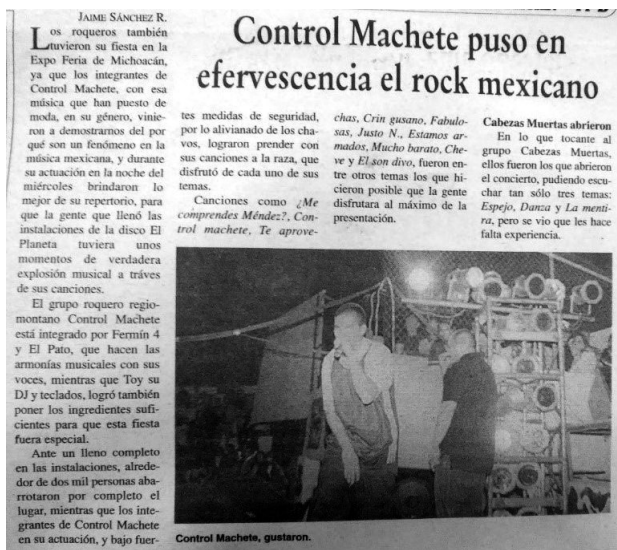 Control Machete puso en
efervescencia el rock mexicano
JAIME SÁNCHEZ R.
Los roqueros también
tuvieron su fiesta en la
Expo Feria de Michoacán,
ya que los integrantes de
Control Machete, con esa
música que han puesto de
moda, en su género, vinie-
ron a demostrarnos del por
qué son un fenómeno en la
música mexicana, y durante
su actuación en la noche del
miércoles brindaron lo
mejor de su repertorio, para
que la gente que llenó las
instalaciones de la disco El
Planeta tuviera unos
momentos de verdadera
explosión musical a tráves
de sus canciones.
El grupo roquero regio-
montano Control Machete
está integrado por Fermín 4
y El Pato, que hacen las
armonías musicales con sus
voces, mientras que Toy su
DJ y teclados, logró también
poner los ingredientes sufi-
cientes para que esta fiesta
fuera especial.
Ante un lleno completo
en las instalaciones, alrede-
dor de dos mil personas aba-
rrotaron por completo el
lugar, mientras que los inte-
grantes de Control Machete
en su actuación, y bajo fuer-
tes medidas de seguridad,
por lo alivianado de los cha-
vos, lograron prender con
sus canciones a la raza, que
disfrutó de cada uno de sus
temas.
Canciones como ¿Me
comprendes Méndez?, Con-
trol machete, Te aprove-
chas, Crin gusano, Fabulo-
sas, Justo N., Estamos ar-
mados, Mucho barato, Che-
ve y El son divo, fueron en-
tre otros temas los que hi-
cieron posible que la gente
disfrutara al máximo de la
presentación.
Cabezas Muertas abrieron
En lo que tocante al
grupo Cabezas Muertas,
ellos fueron los que abrieron
el concierto, pudiendo escu-
char tan sólo tres temas:
Espejo, Danza y La menti-
ra, pero se vio que les hace
falta experiencia.
Control Machete, gustaron.